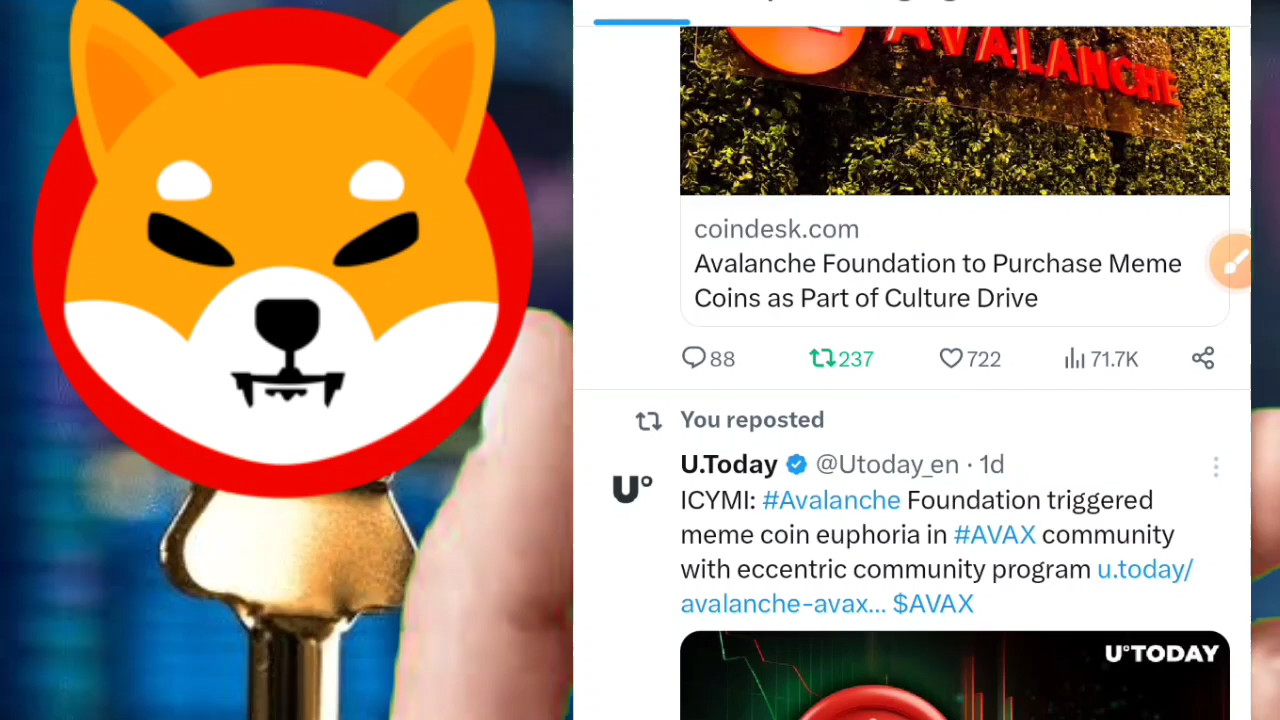 AVALANCHE
coindesk.com
Avalanche Foundation to Purchase Meme
Coins as Part of Culture Drive
88 237 722 71.7K
You reposted
U.Today @Utoday_en · 1d
ICYMI: #Avalanche Foundation triggered
meme coin euphoria in #AVAX community
with eccentric community program u.today/
avalanche-avax... $AVAX
U°TODAY